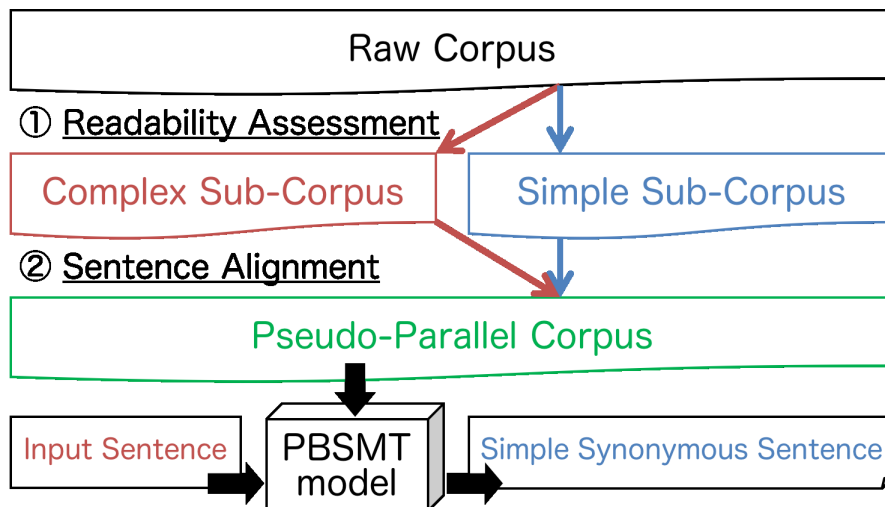 Raw Corpus
① Readability Assessment
Complex Sub-Corpus
Simple Sub-Corpus
② Sentence Alignment
Pseudo-Parallel Corpus
Input Sentence
PBSMT
model
Simple Synonymous Sentence